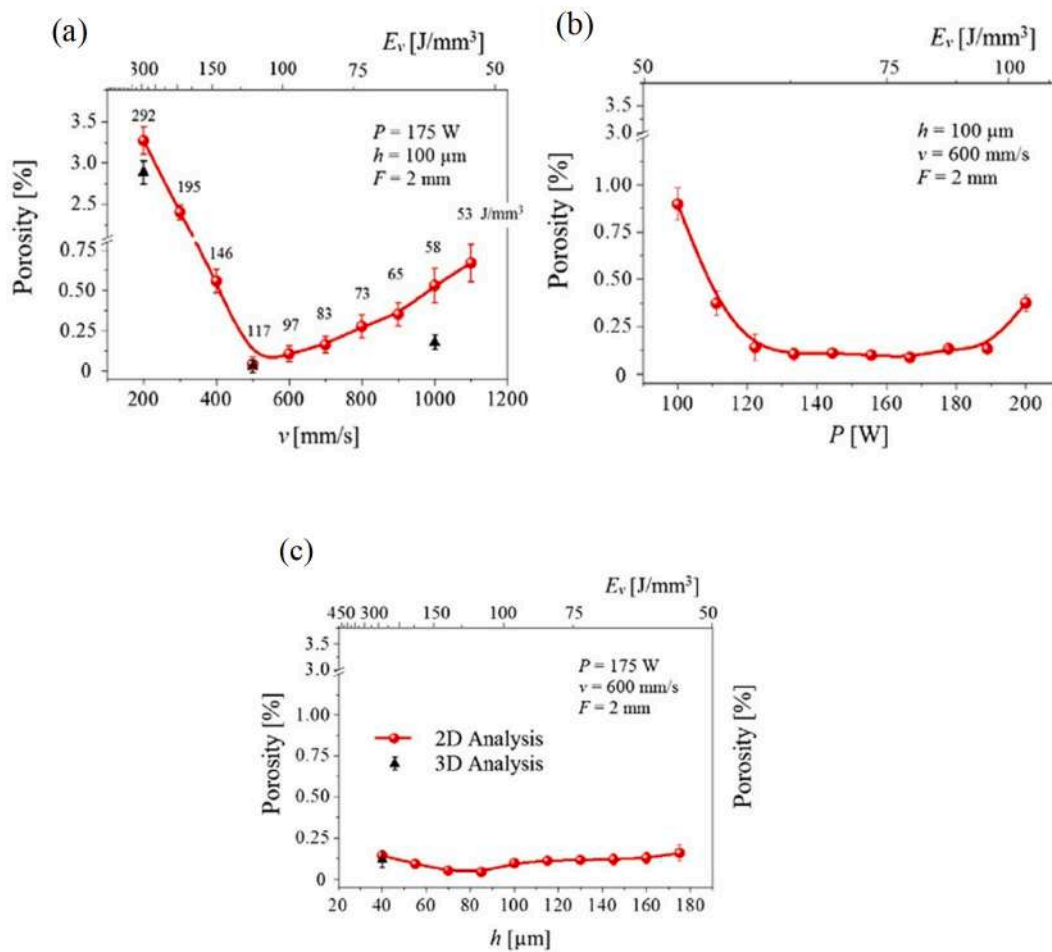 (a)
E_v [J/mm³]
300 150 100 75 50
Porosity [%]
3.5
3.0
2.5
0.75
0.50
0.25
0
292
195
146
117
97
83
73
65
58
53 J/mm³
P = 175 W
h = 100 µm
F = 2 mm
200 400 600 800 1000 1200
v [mm/s]
(b)
E_v [J/mm³]
50 75 100
Porosity [%]
3.5
3.0
1.00
0.75
0.50
0.25
0
h = 100 µm
v = 600 mm/s
F = 2 mm
100 120 140 160 180 200
P [W]
(c)
E_v [J/mm³]
450 300 150 100 75 50
Porosity [%]
3.5
3.0
1.00
0.75
0.50
0.25
0
P = 175 W
v = 600 mm/s
F = 2 mm
2D Analysis
3D Analysis
20 40 60 80 100 120 140 160 180
h [µm]
Porosity [%]